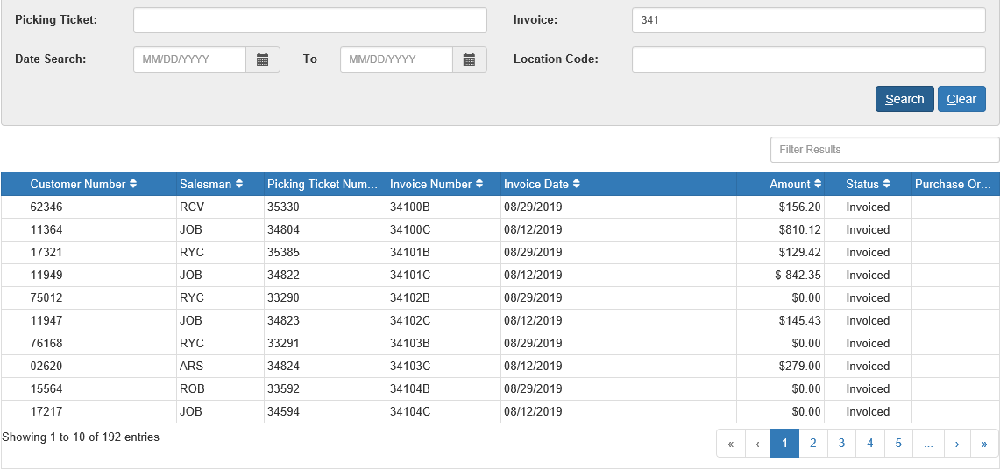 Picking Ticket: Invoice: 341
Date Search: MM/DD/YYYY To MM/DD/YYYY Location Code:
Search Clear
Filter Results
Customer Number Salesman Picking Ticket Num... Invoice Number Invoice Date Amount Status Purchase Or...
62346 RCV 35330 34100B 08/29/2019 $156.20 Invoiced
11364 JOB 34804 34100C 08/12/2019 $810.12 Invoiced
17321 RYC 35385 34101B 08/29/2019 $129.42 Invoiced
11949 JOB 34822 34101C 08/12/2019 $-842.35 Invoiced
75012 RYC 33290 34102B 08/29/2019 $0.00 Invoiced
11947 JOB 34823 34102C 08/12/2019 $145.43 Invoiced
76168 RYC 33291 34103B 08/29/2019 $0.00 Invoiced
02620 ARS 34824 34103C 08/12/2019 $279.00 Invoiced
15564 ROB 33592 34104B 08/29/2019 $0.00 Invoiced
17217 JOB 34594 34104C 08/12/2019 $0.00 Invoiced
Showing 1 to 10 of 192 entries « ‹ 1 2 3 4 5 ... › »